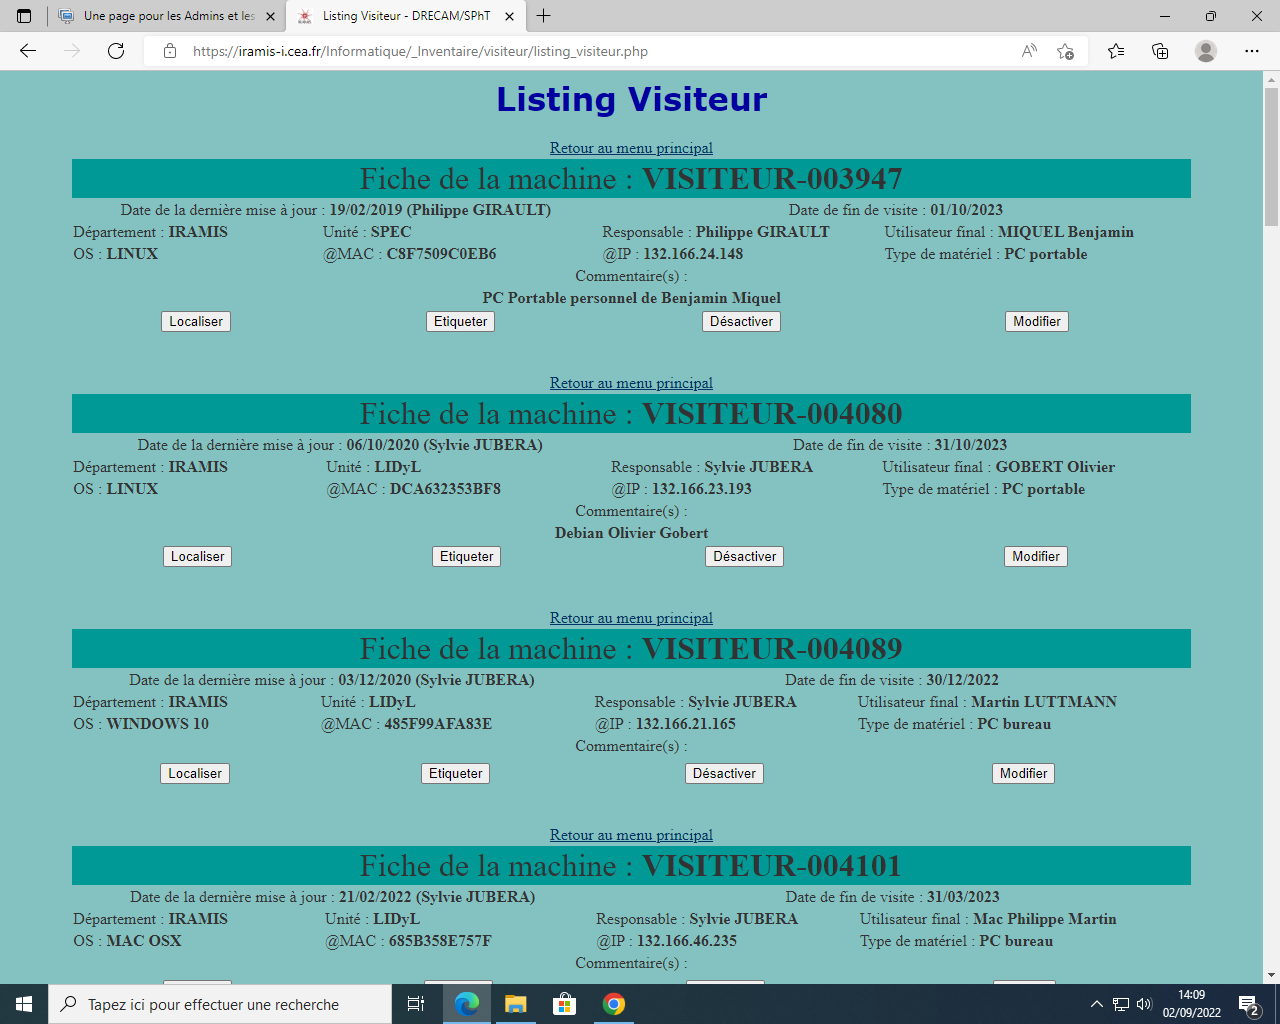 Une page pour les Admins et les
Listing Visiteur - DRECAM/SPhT
https://iramis-i.cea.fr/Informatique/_Inventaire/visiteur/listing_visiteur.php
Listing Visiteur
Retour au menu principal
Fiche de la machine : VISITEUR-003947
Date de la dernière mise à jour : 19/02/2019 (Philippe GIRAULT) Date de fin de visite : 01/10/2023
Département : IRAMIS Unité : SPEC Responsable : Philippe GIRAULT Utilisateur final : MIQUEL Benjamin
OS : LINUX @MAC : C8F7509C0EB6 @IP : 132.166.24.148 Type de matériel : PC portable
Commentaire(s) :
PC Portable personnel de Benjamin Miquel
Localiser Etiqueter Désactiver Modifier
Retour au menu principal
Fiche de la machine : VISITEUR-004080
Date de la dernière mise à jour : 06/10/2020 (Sylvie JUBERA) Date de fin de visite : 31/10/2023
Département : IRAMIS Unité : LIDyL Responsable : Sylvie JUBERA Utilisateur final : GOBERT Olivier
OS : LINUX @MAC : DCA632353BF8 @IP : 132.166.23.193 Type de matériel : PC portable
Commentaire(s) :
Debian Olivier Gobert
Localiser Etiqueter Désactiver Modifier
Retour au menu principal
Fiche de la machine : VISITEUR-004089
Date de la dernière mise à jour : 03/12/2020 (Sylvie JUBERA) Date de fin de visite : 30/12/2022
Département : IRAMIS Unité : LIDyL Responsable : Sylvie JUBERA Utilisateur final : Martin LUTTMANN
OS : WINDOWS 10 @MAC : 485F99AFA83E @IP : 132.166.21.165 Type de matériel : PC bureau
Commentaire(s) :
Localiser Etiqueter Désactiver Modifier
Retour au menu principal
Fiche de la machine : VISITEUR-004101
Date de la dernière mise à jour : 21/02/2022 (Sylvie JUBERA) Date de fin de visite : 31/03/2023
Département : IRAMIS Unité : LIDyL Responsable : Sylvie JUBERA Utilisateur final : Mac Philippe Martin
OS : MAC OSX @MAC : 685B358E757F @IP : 132.166.46.235 Type de matériel : PC bureau
Commentaire(s) :
Tapez ici pour effectuer une recherche
14:09
02/09/2022
2